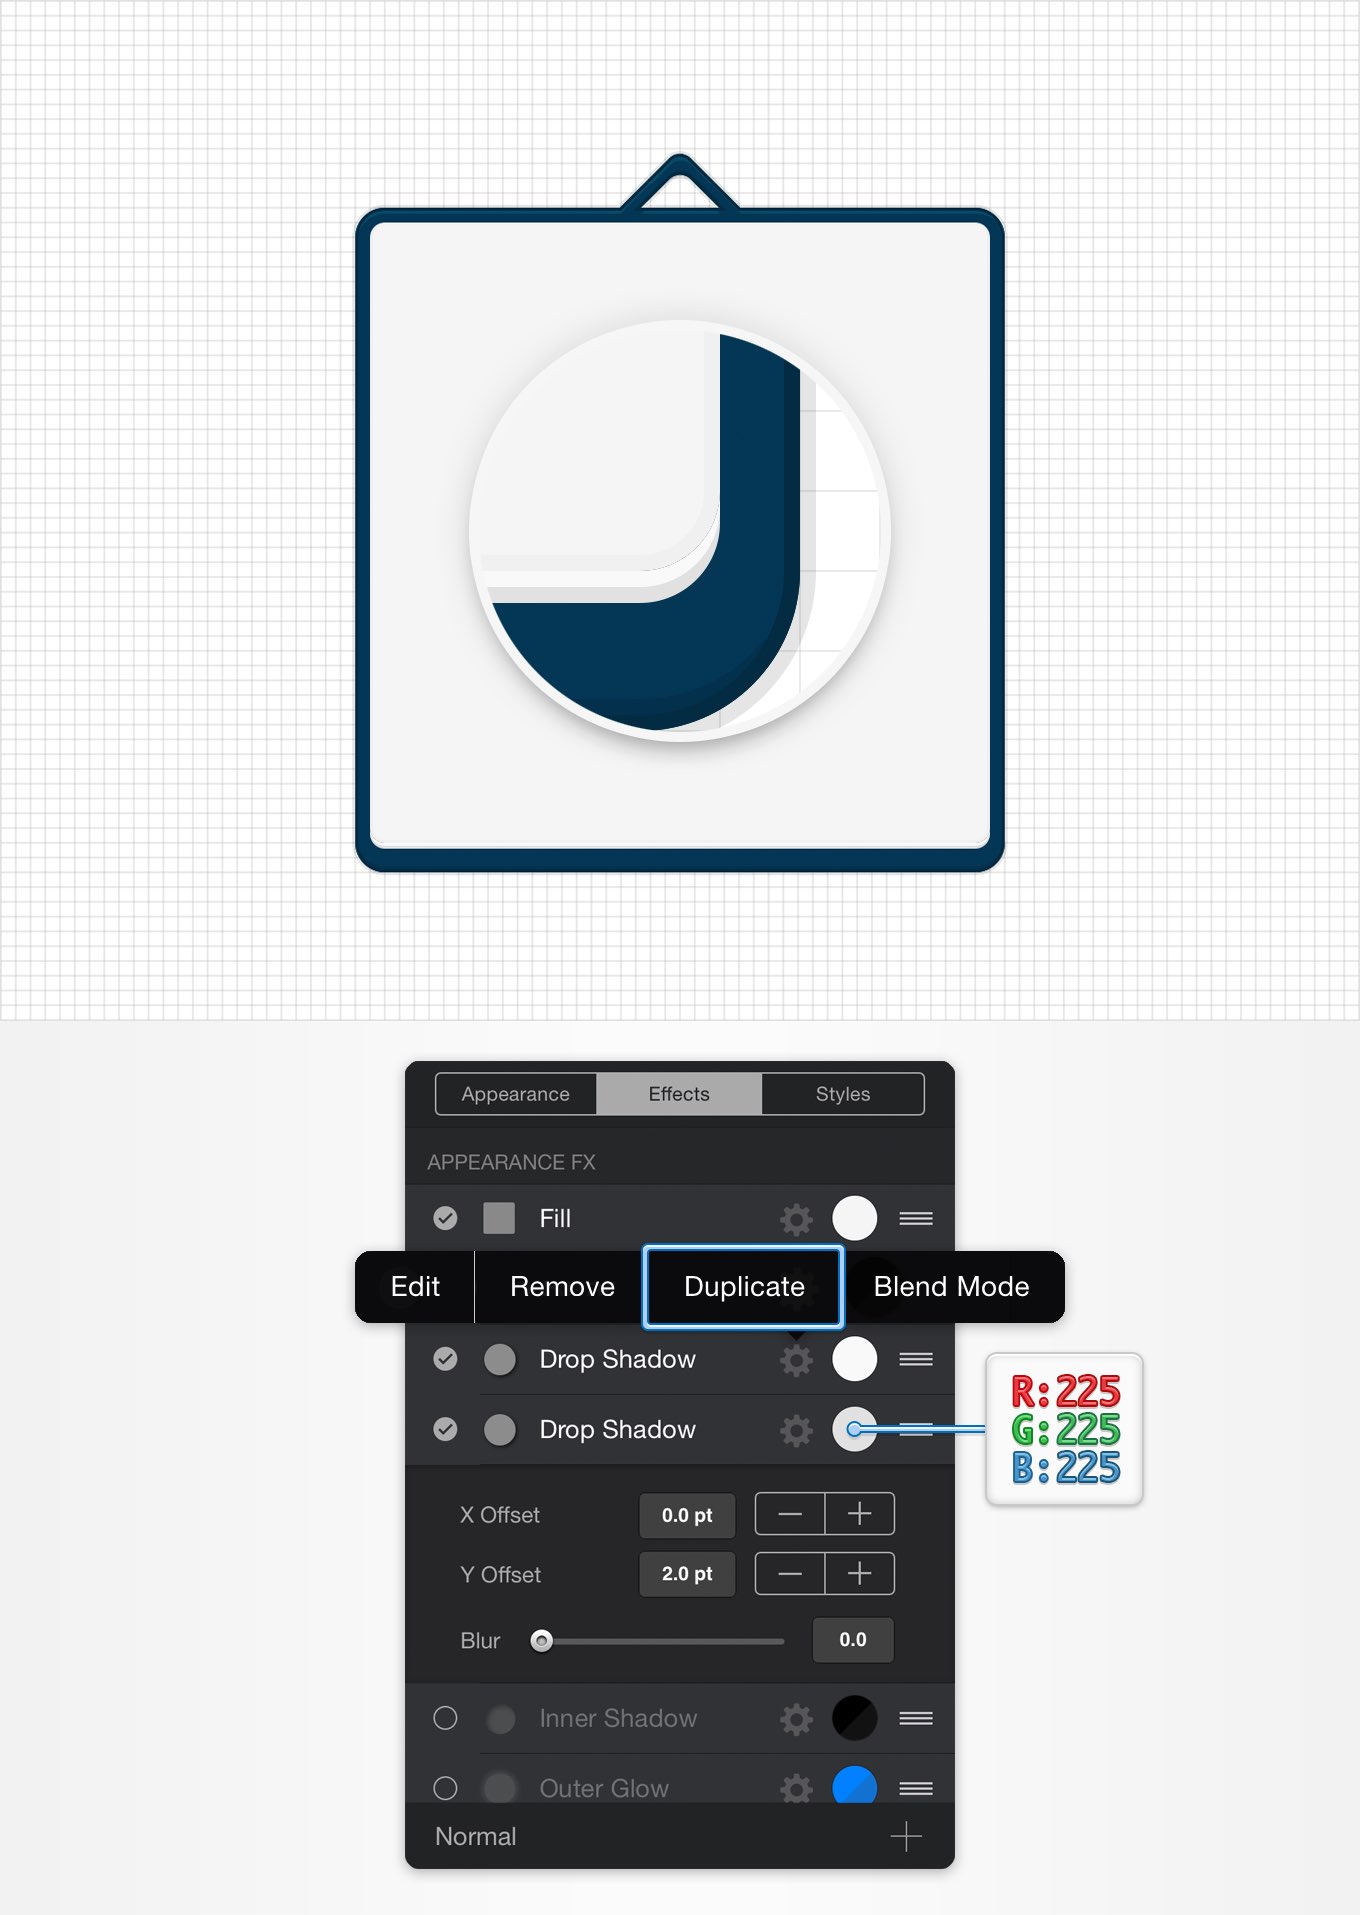 Appearance Effects Styles
APPEARANCE FX
Fill
Edit Remove Duplicate Blend Mode
Drop Shadow
Drop Shadow
R:225
G:225
B:225
X Offset 0.0 pt
Y Offset 2.0 pt
Blur 0.0
Inner Shadow
Outer Glow
Normal